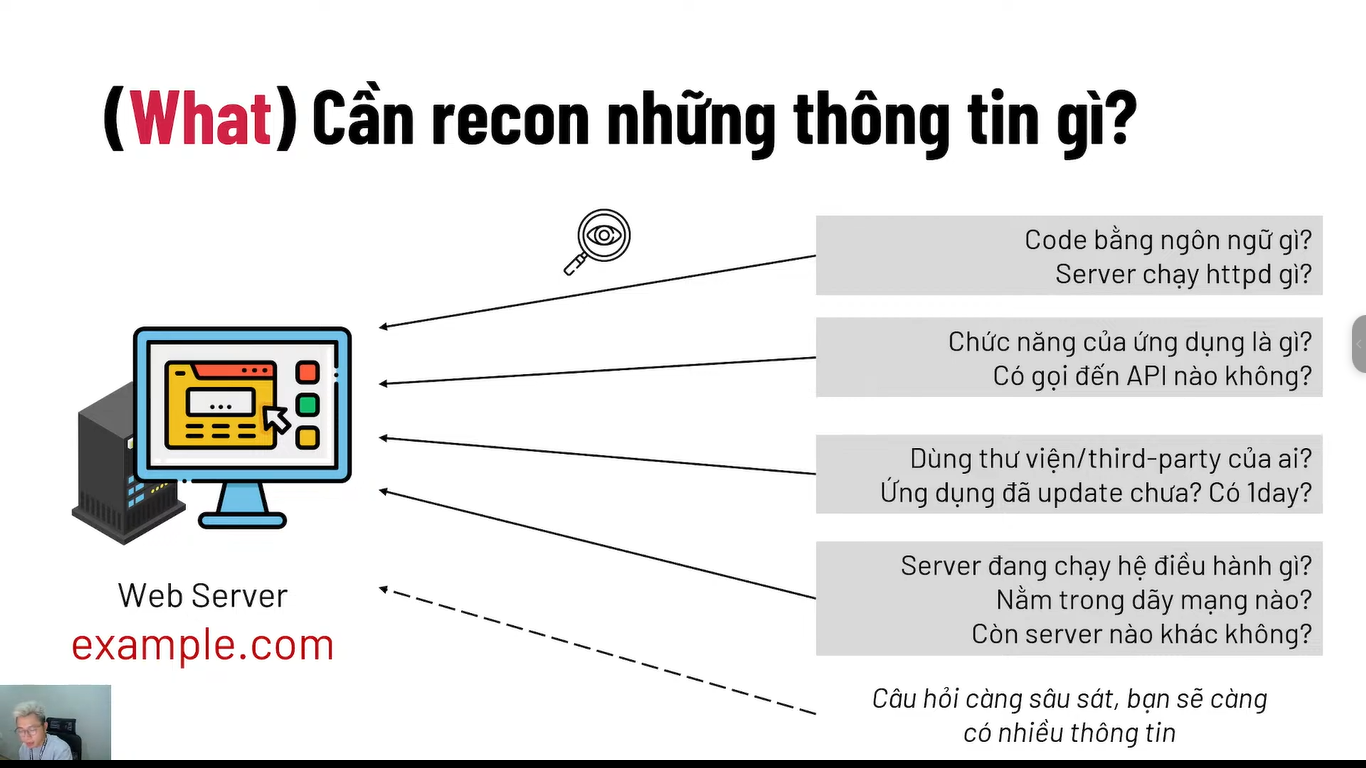 (What) Cần recon những thông tin gì?
Code bằng ngôn ngữ gì?
Server chạy httpd gì?
Chức năng của ứng dụng là gì?
Có gọi đến API nào không?
Dùng thư viện/third-party của ai?
Ứng dụng đã update chưa? Có 1day?
Server đang chạy hệ điều hành gì?
Nằm trong dãy mạng nào?
Còn server nào khác không?
Câu hỏi càng sâu sát, bạn sẽ càng
có nhiều thông tin
Web Server
example.com